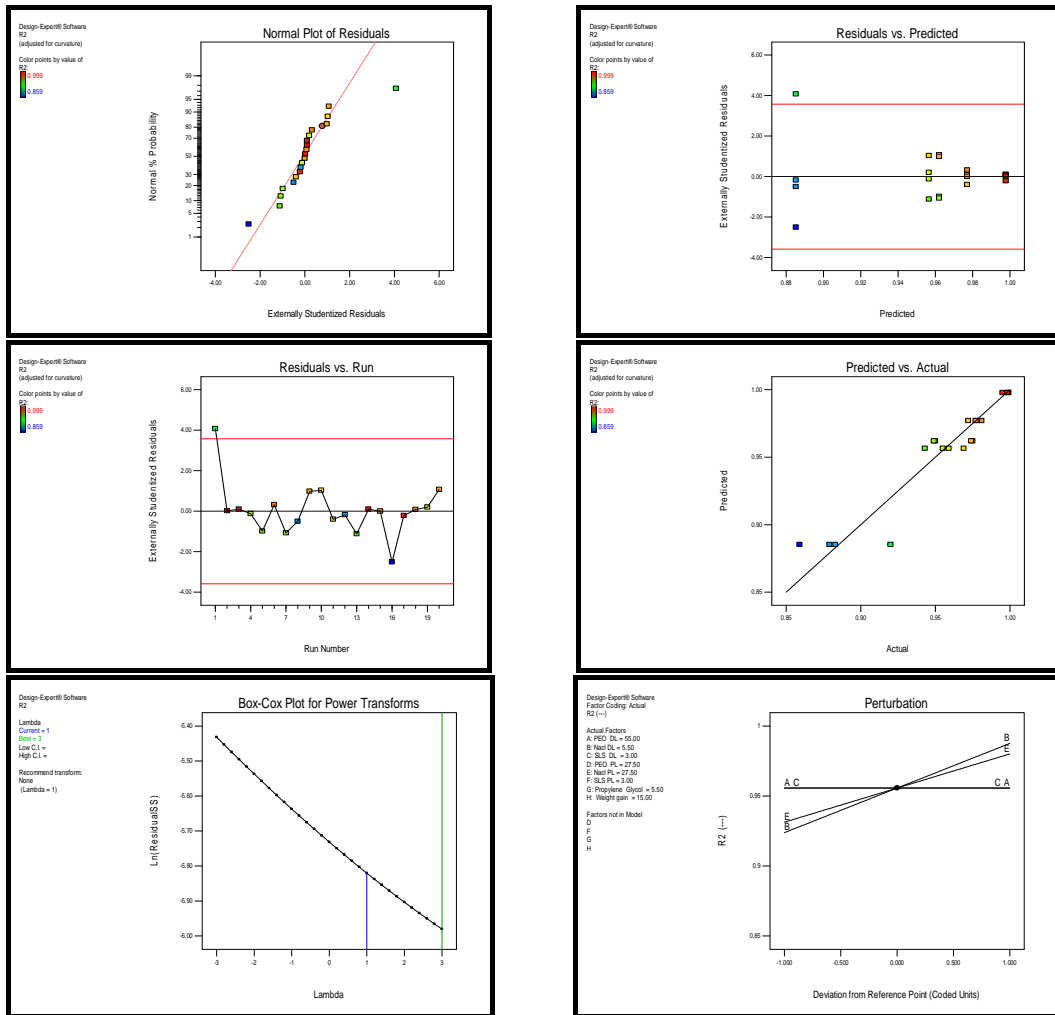 Design-Expert® Software
R2
(adjusted for curvature)
Color points by value of
R2:
0.999
0.859
Normal Plot of Residuals
Normal % Probability
99
95
90
80
70
50
30
20
10
5
1
-4.00 -2.00 0.00 2.00 4.00 6.00
Externally Studentized Residuals
Design-Expert® Software
R2
(adjusted for curvature)
Color points by value of
R2:
0.999
0.859
Residuals vs. Predicted
Externally Studentized Residuals
6.00
4.00
2.00
0.00
-2.00
-4.00
0.88 0.90 0.92 0.94 0.96 0.98 1.00
Predicted
Design-Expert® Software
R2
(adjusted for curvature)
Color points by value of
R2:
0.999
0.859
Residuals vs. Run
Externally Studentized Residuals
6.00
4.00
2.00
0.00
-2.00
-4.00
1 4 7 10 13 16 19
Run Number
Design-Expert® Software
R2
(adjusted for curvature)
Color points by value of
R2:
0.999
0.859
Predicted vs. Actual
Predicted
1.00
0.95
0.90
0.85
0.85 0.90 0.95 1.00
Actual
Design-Expert® Software
R2
Lambda
Current = 1
Best = 3
Low C.I. =
High C.I. =
Recommend transform:
None
(Lambda = 1)
Box-Cox Plot for Power Transforms
Ln(ResidualSS)
-5.40
-5.50
-5.60
-5.70
-5.80
-5.90
-6.00
-3 -2 -1 0 1 2 3
Lambda
Design-Expert® Software
Factor Coding: Actual
R2 (---)
Actual Factors
A: PEO DL = 55.00
B: Nacl DL = 5.50
C: SLS DL = 3.00
D: PEO PL = 27.50
E: Nacl PL = 27.50
F: SLS PL = 3.00
G: Propylene Glycol = 5.50
H: Weight gain = 15.00
Factors not in Model
D
F
G
H
Perturbation
R2 (---)
1
0.95
0.9
0.85
B
E
A C
C A
E
B
-1.000 -0.500 0.000 0.500 1.000
Deviation from Reference Point (Coded Units)